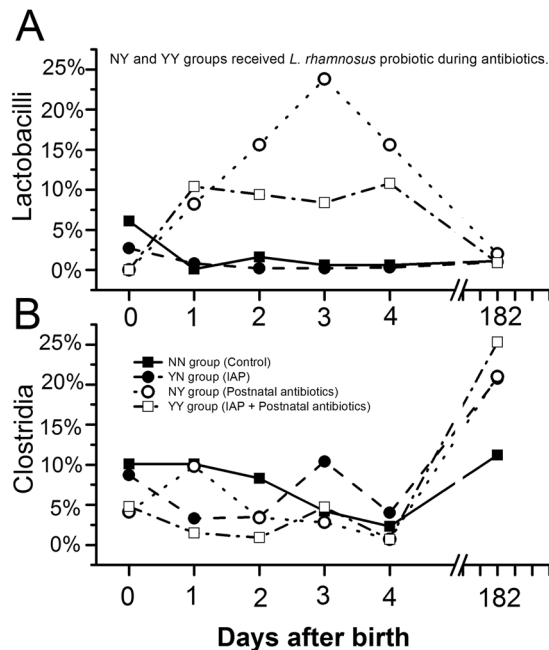 A
NY and YY groups received L. rhamnosus probiotic during antibiotics.
Lactobacilli
25%
20%
15%
10%
5%
0%
0 1 2 3 4 182
B
Clostridia
25%
20%
15%
10%
5%
0%
NN group (Control)
YN group (IAP)
NY group (Postnatal antibiotics)
YY group (IAP + Postnatal antibiotics)
0 1 2 3 4 182
Days after birth